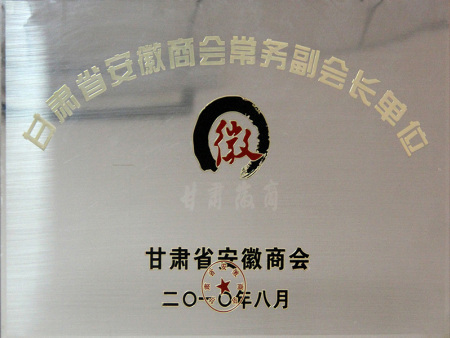 甘肃省安徽商会常务副会长单位
徽
甘肃徽商
甘肃省安徽商会
二〇一〇年八月